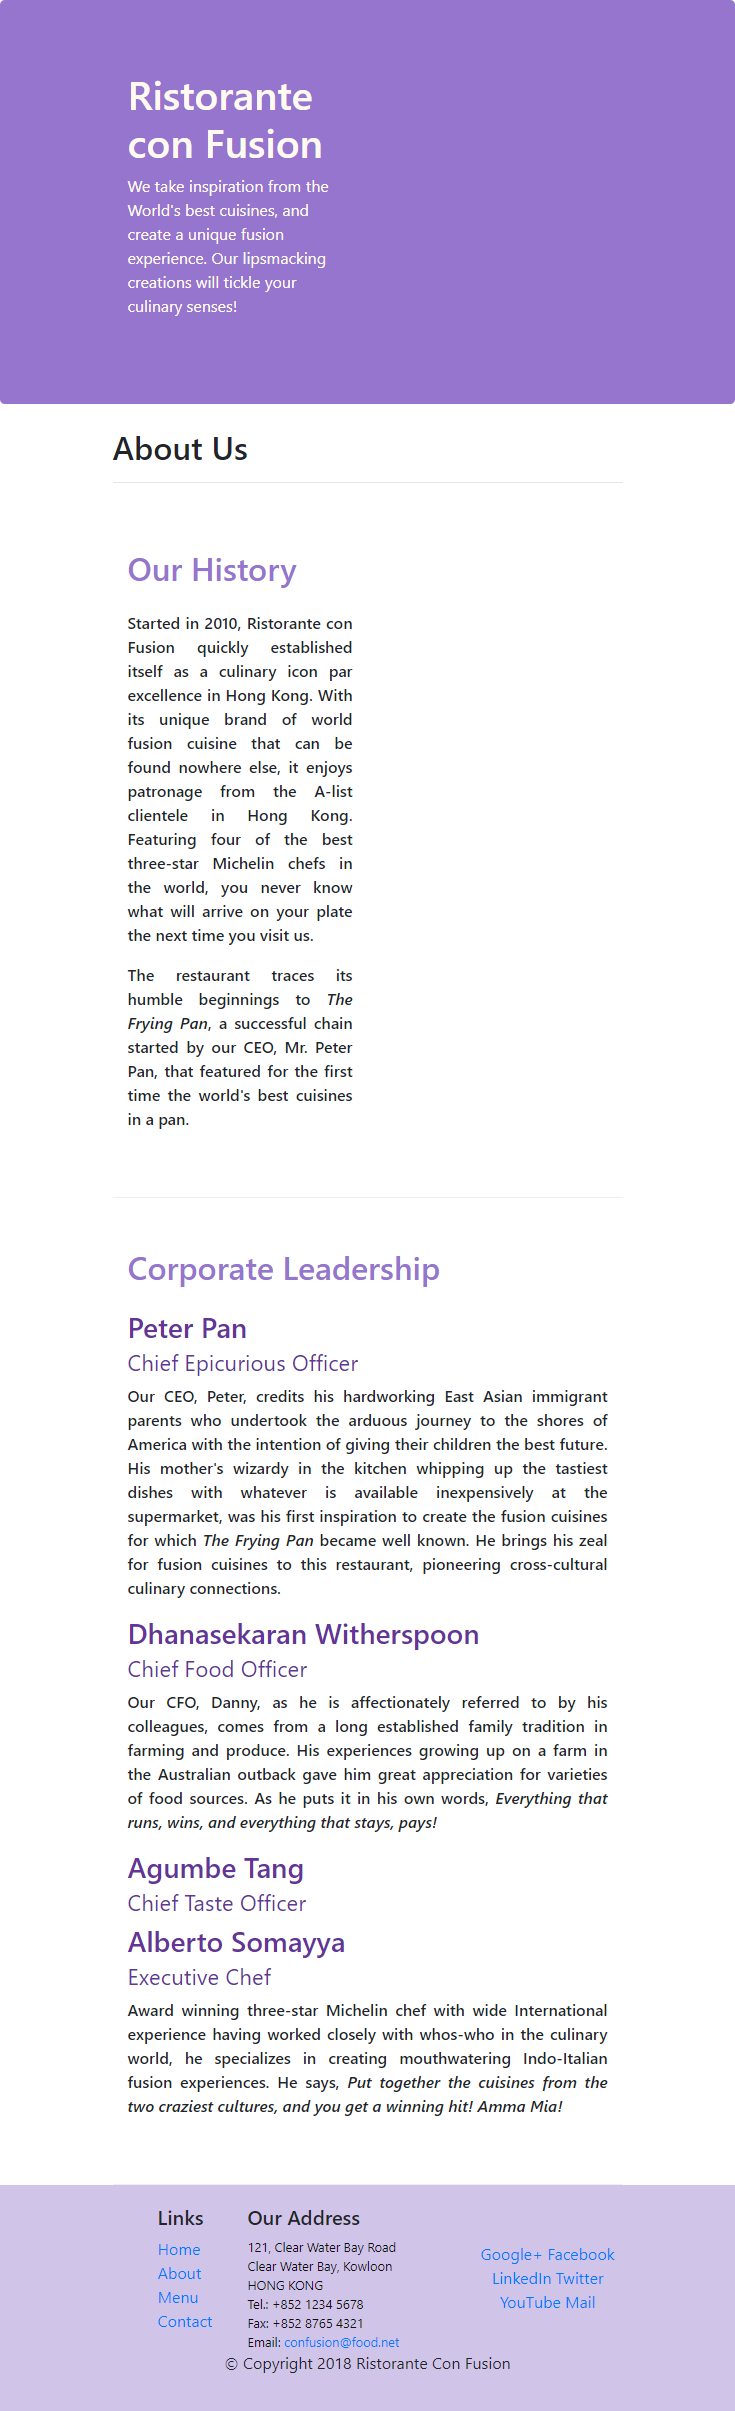 Ristorante
con Fusion
We take inspiration from the
World's best cuisines, and
create a unique fusion
experience. Our lipsmacking
creations will tickle your
culinary senses!
About Us
Our History
Started in 2010, Ristorante con
Fusion quickly established
itself as a culinary icon par
excellence in Hong Kong. With
its unique brand of world
fusion cuisine that can be
found nowhere else, it enjoys
patronage from the A-list
clientele in Hong Kong.
Featuring four of the best
three-star Michelin chefs in
the world, you never know
what will arrive on your plate
the next time you visit us.
The restaurant traces its
humble beginnings to The
Frying Pan, a successful chain
started by our CEO, Mr. Peter
Pan, that featured for the first
time the world's best cuisines
in a pan.
Corporate Leadership
Peter Pan
Chief Epicurious Officer
Our CEO, Peter, credits his hardworking East Asian immigrant
parents who undertook the arduous journey to the shores of
America with the intention of giving their children the best future.
His mother's wizardy in the kitchen whipping up the tastiest
dishes with whatever is available inexpensively at the
supermarket, was his first inspiration to create the fusion cuisines
for which The Frying Pan became well known. He brings his zeal
for fusion cuisines to this restaurant, pioneering cross-cultural
culinary connections.
Dhanasekaran Witherspoon
Chief Food Officer
Our CFO, Danny, as he is affectionately referred to by his
colleagues, comes from a long established family tradition in
farming and produce. His experiences growing up on a farm in
the Australian outback gave him great appreciation for varieties
of food sources. As he puts it in his own words, Everything that
runs, wins, and everything that stays, pays!
Agumbe Tang
Chief Taste Officer
Alberto Somayya
Executive Chef
Award winning three-star Michelin chef with wide International
experience having worked closely with whos-who in the culinary
world, he specializes in creating mouthwatering Indo-Italian
fusion experiences. He says, Put together the cuisines from the
two craziest cultures, and you get a winning hit! Amma Mia!
Links
Home
About
Menu
Contact
Our Address
121, Clear Water Bay Road
Clear Water Bay, Kowloon
HONG KONG
Tel.: +852 1234 5678
Fax: +852 8765 4321
Email: confusion@food.net
Google+ Facebook
LinkedIn Twitter
YouTube Mail
© Copyright 2018 Ristorante Con Fusion